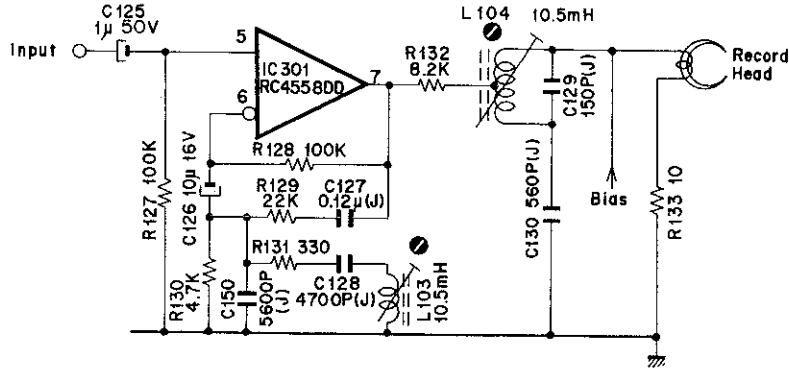 C125
1μ 50V
Input
5
IC301
RC4558DD
7
6
R132
8.2K
L104
10.5mH
C129
150P(J)
Record
Head
R128 100K
R127 100K
C126 10μ 16V
R129
22K
C127
0.12μ(J)
R131 330
C128
4700P(J)
L103
10.5mH
R130
4.7K
C150
5600P
(J)
C130 560P(J)
Bias
R133 10